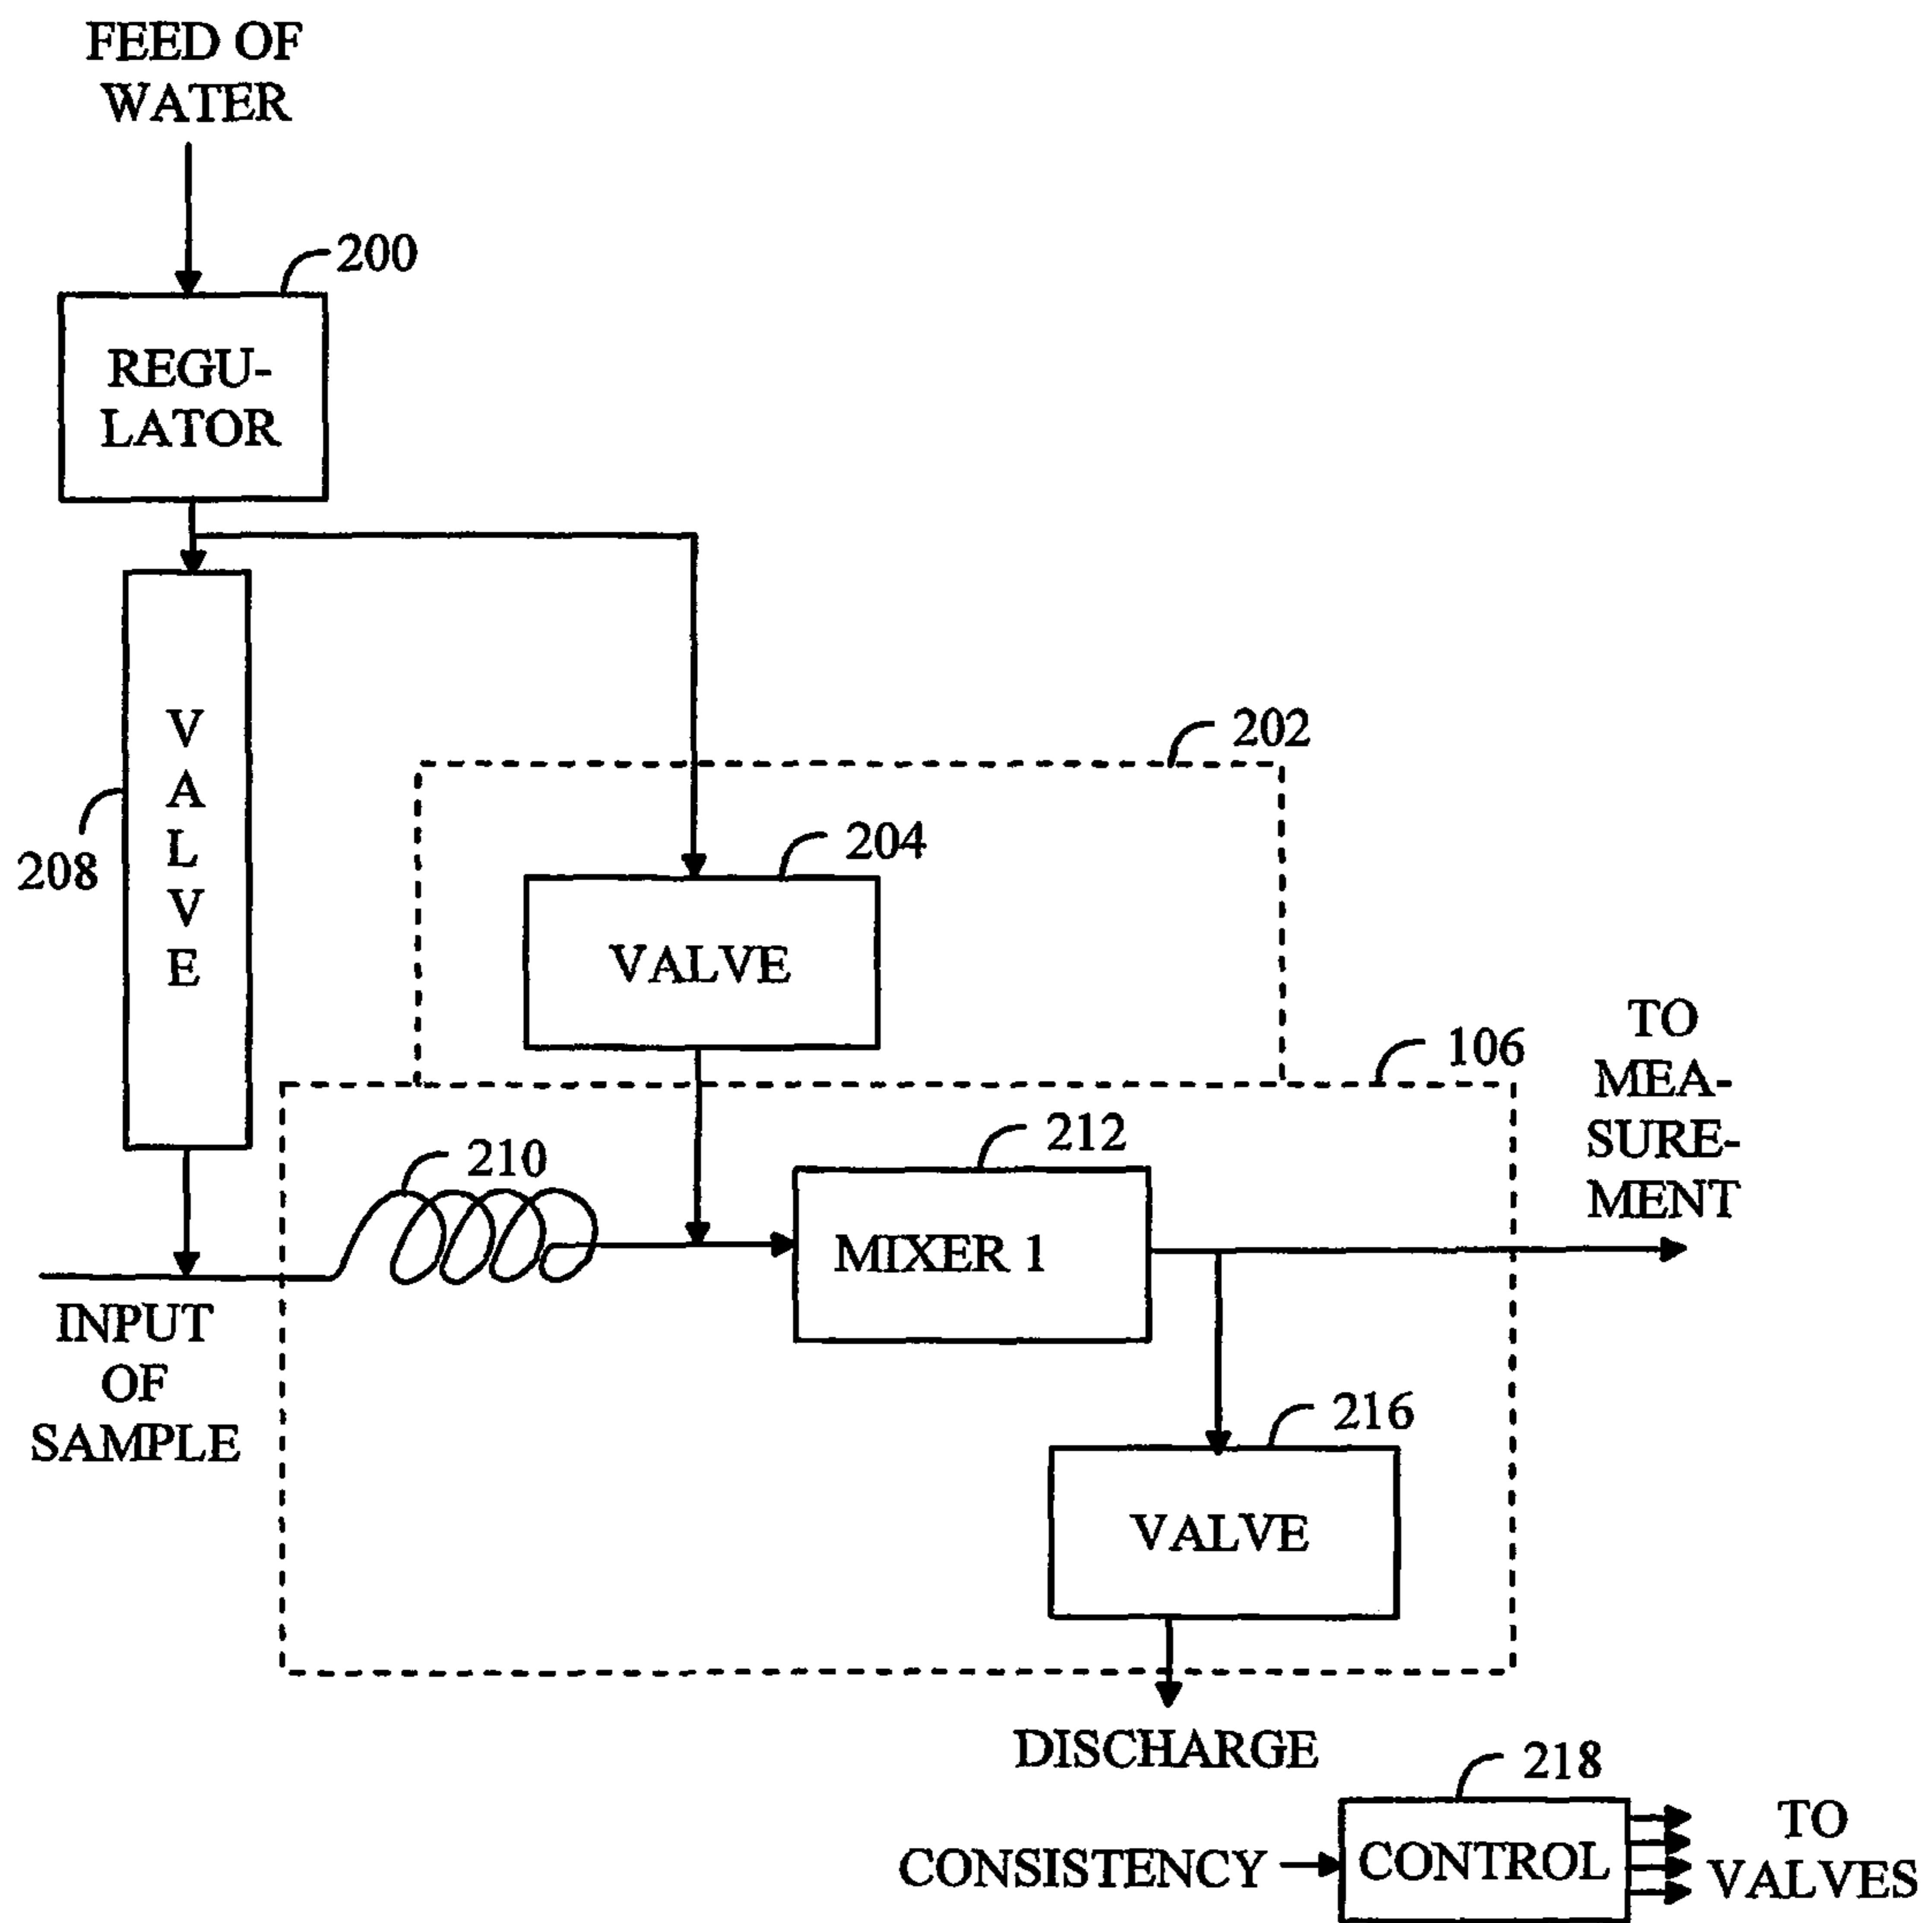 FEED OF
WATER
200
REGU-
LATOR
208
V
A
L
V
E
202
204
VALVE
106
TO
MEA-
SURE-
MENT
210
212
MIXER 1
INPUT
OF
SAMPLE
216
VALVE
DISCHARGE
218
CONSISTENCY
CONTROL
TO
VALVES